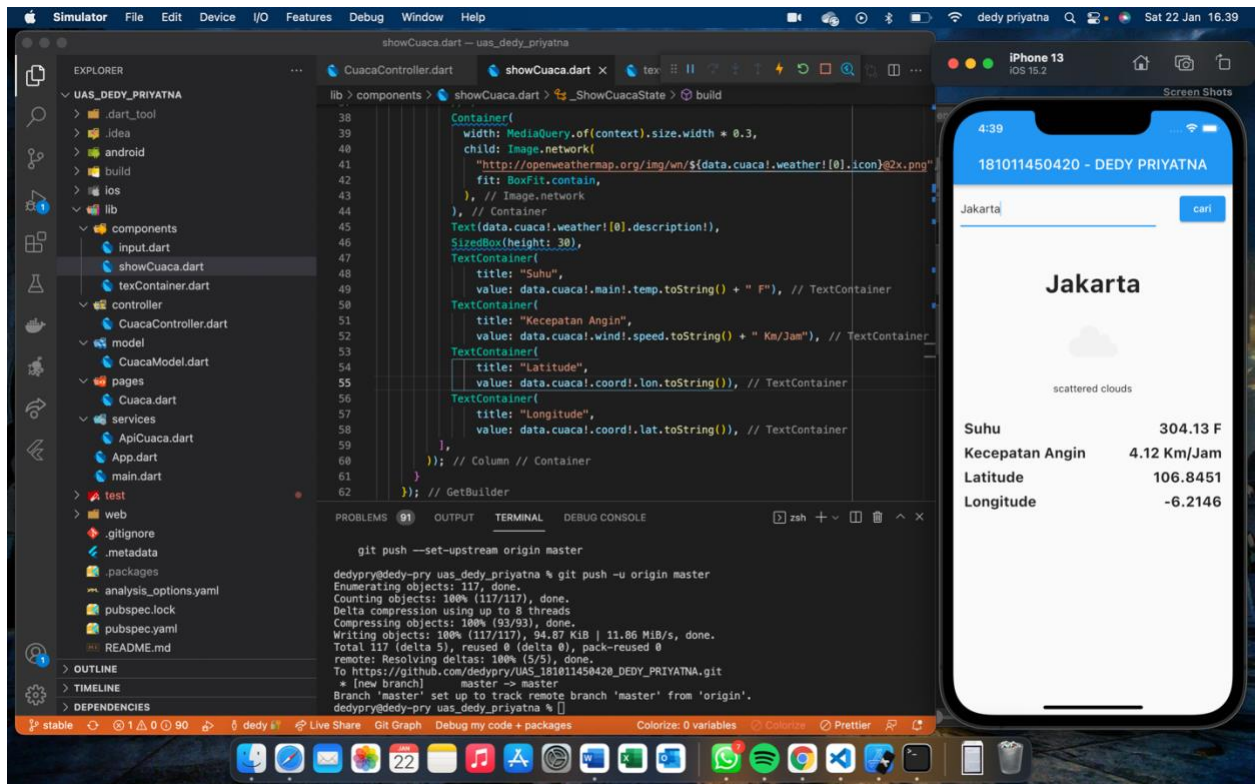 Simulator File Edit Device I/O Features Debug Window Help
dedy priyatna Sat 22 Jan 16.39
showCuaca.dart — uas_dedy_priyatna
EXPLORER
UAS_DEDY_PRIYATNA
.dart_tool
.idea
android
build
ios
lib
components
input.dart
showCuaca.dart
texContainer.dart
controller
CuacaController.dart
model
CuacaModel.dart
pages
Cuaca.dart
services
ApiCuaca.dart
App.dart
main.dart
test
web
.gitignore
.metadata
.packages
analysis_options.yaml
pubspec.lock
pubspec.yaml
README.md
OUTLINE
TIMELINE
DEPENDENCIES
CuacaController.dart showCuaca.dart
lib > components > showCuaca.dart > _ShowCuacaState > build
38 Container(
39 width: MediaQuery.of(context).size.width * 0.3,
40 child: Image.network(
41 "http://openweathermap.org/img/wn/${data.cuaca!.weather![0].icon}@2x.png"
42 fit: BoxFit.contain,
43 ), // Image.network
44 ), // Container
45 Text(data.cuaca!.weather![0].description!),
46 SizedBox(height: 30),
47 TextContainer(
48 title: "Suhu",
49 value: data.cuaca!.main!.temp.toString() + " F"), // TextContainer
50 TextContainer(
51 title: "Kecepatan Angin",
52 value: data.cuaca!.wind!.speed.toString() + " Km/Jam"), // TextContainer
53 TextContainer(
54 title: "Latitude",
55 value: data.cuaca!.coord!.lon.toString()), // TextContainer
56 TextContainer(
57 title: "Longitude",
58 value: data.cuaca!.coord!.lat.toString()), // TextContainer
59 ],
60 )); // Column // Container
61 }
62 }); // GetBuilder
PROBLEMS 91 OUTPUT TERMINAL DEBUG CONSOLE zsh
git push --set-upstream origin master
dedypry@dedy-pry uas_dedy_priyatna % git push -u origin master
Enumerating objects: 117, done.
Counting objects: 100% (117/117), done.
Delta compression using up to 8 threads
Compressing objects: 100% (93/93), done.
Writing objects: 100% (117/117), 94.87 KiB | 11.86 MiB/s, done.
Total 117 (delta 5), reused 0 (delta 0), pack-reused 0
remote: Resolving deltas: 100% (5/5), done.
To https://github.com/dedypry/UAS_181011450420_DEDY_PRIYATNA.git
* [new branch] master -> master
Branch 'master' set up to track remote branch 'master' from 'origin'.
dedypry@dedy-pry uas_dedy_priyatna %
stable 1 0 90 dedy Live Share Git Graph Debug my code + packages Colorize: 0 variables Colorize Prettier
iPhone 13
iOS 15.2
Screen Shots
4:39
181011450420 - DEDY PRIYATNA
Jakarta cari
Jakarta
scattered clouds
Suhu 304.13 F
Kecepatan Angin 4.12 Km/Jam
Latitude 106.8451
Longitude -6.2146
JAN
22